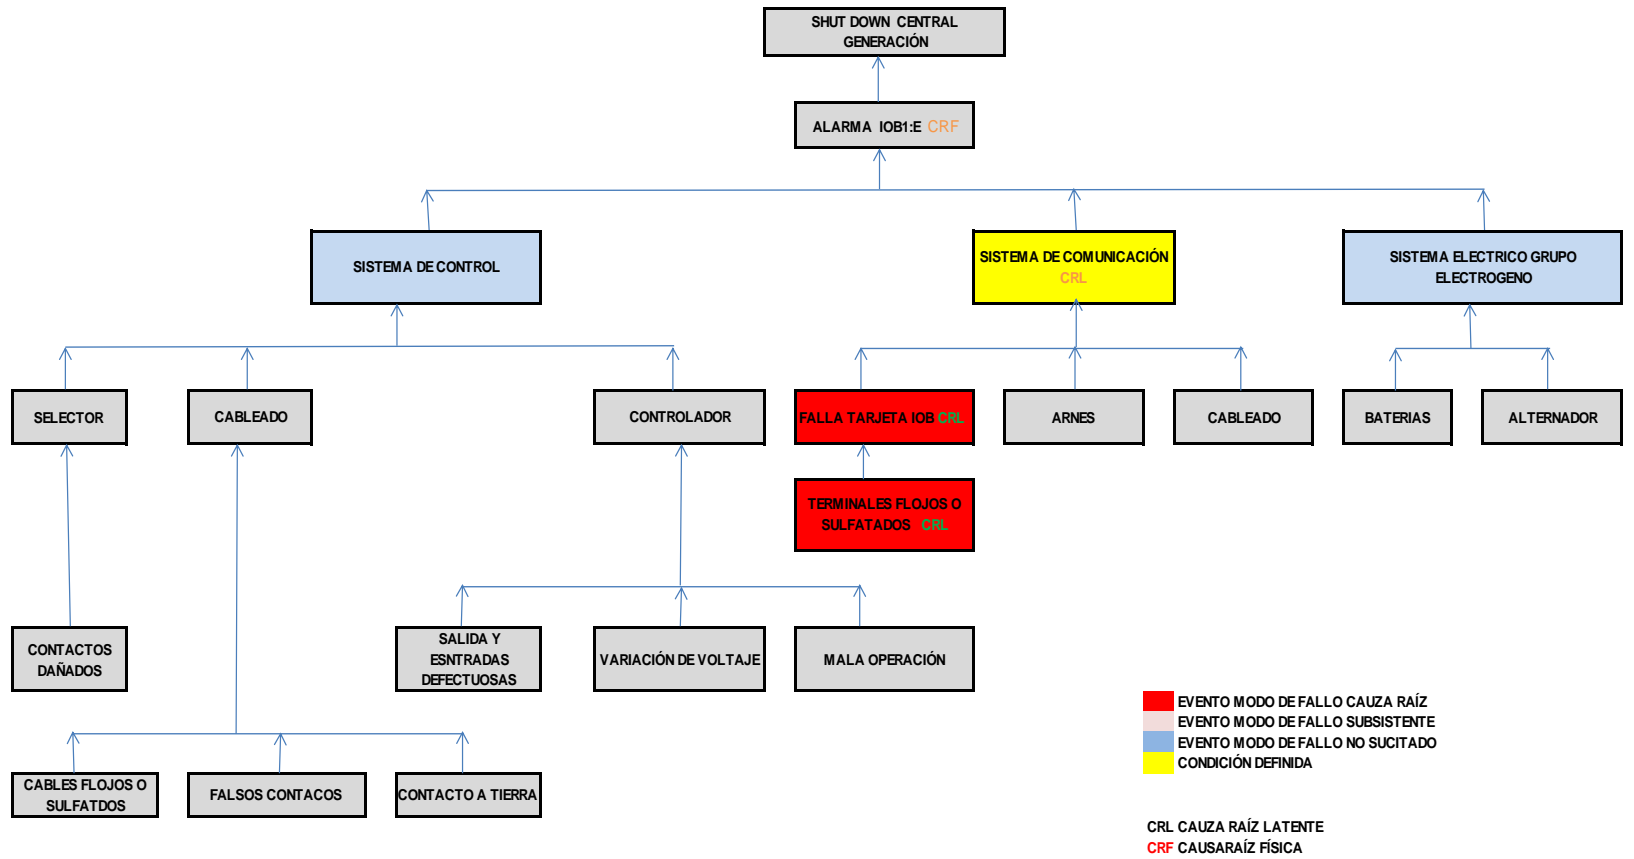 SHUT DOWN CENTRAL
GENERACIÓN
ALARMA IOB1:E CRF
SISTEMA DE CONTROL
SISTEMA DE COMUNICACIÓN
CRL
SISTEMA ELECTRICO GRUPO
ELECTROGENO
SELECTOR
CABLEADO
CONTROLADOR
FALLA TARJETA IOB CRL
ARNES
CABLEADO
BATERIAS
ALTERNADOR
TERMINALES FLOJOS O
SULFATADOS CRL
CONTACTOS
DAÑADOS
SALIDA Y
ESNTRADAS
DEFECTUOSAS
VARIACIÓN DE VOLTAJE
MALA OPERACIÓN
CABLES FLOJOS O
SULFATDOS
FALSOS CONTACOS
CONTACTO A TIERRA
EVENTO MODO DE FALLO CAUZA RAÍZ
EVENTO MODO DE FALLO SUBSISTENTE
EVENTO MODO DE FALLO NO SUCITADO
CONDICIÓN DEFINIDA
CRL CAUZA RAÍZ LATENTE
CRF CAUSARAÍZ FÍSICA